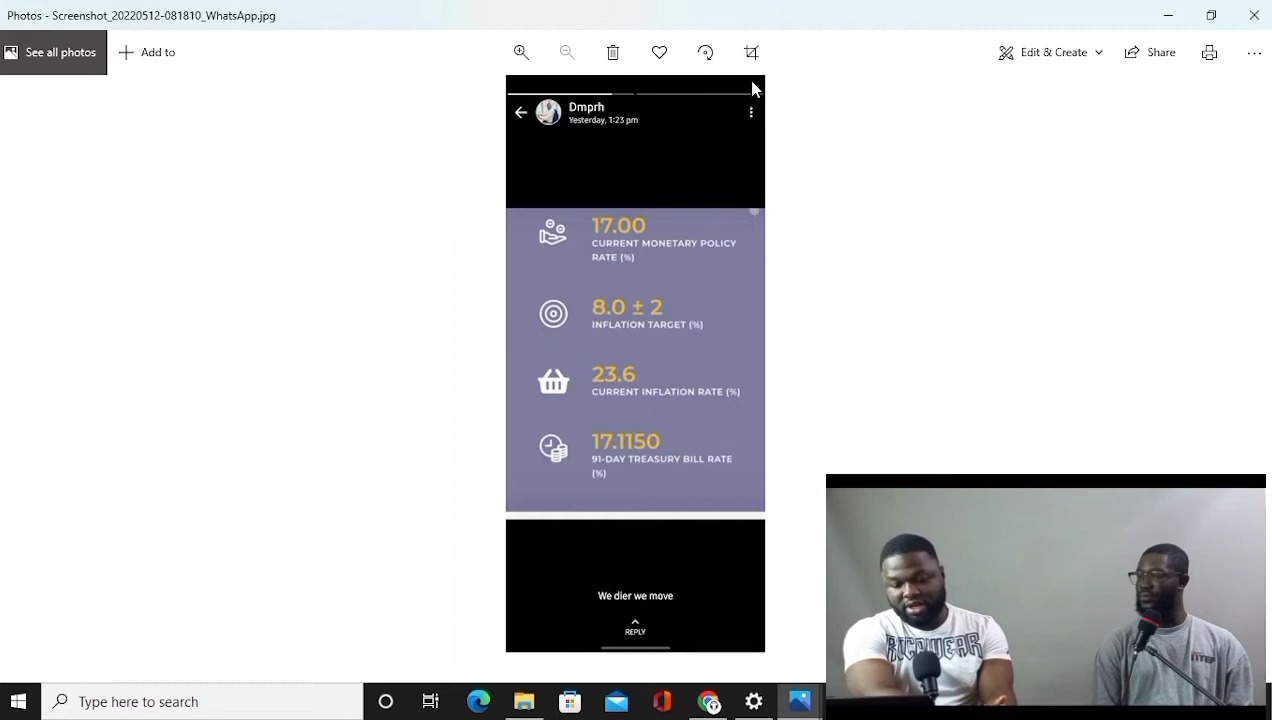 Photos - Screenshot_20220512-081810_WhatsApp.jpg
See all photos
Add to
Edit & Create
Share
Dmprh
Yesterday, 1:23 pm
17.00
CURRENT MONETARY POLICY
RATE (%)
8.0 ± 2
INFLATION TARGET (%)
23.6
CURRENT INFLATION RATE (%)
17.1150
91-DAY TREASURY BILL RATE
(%)
We dier we move
REPLY
Type here to search